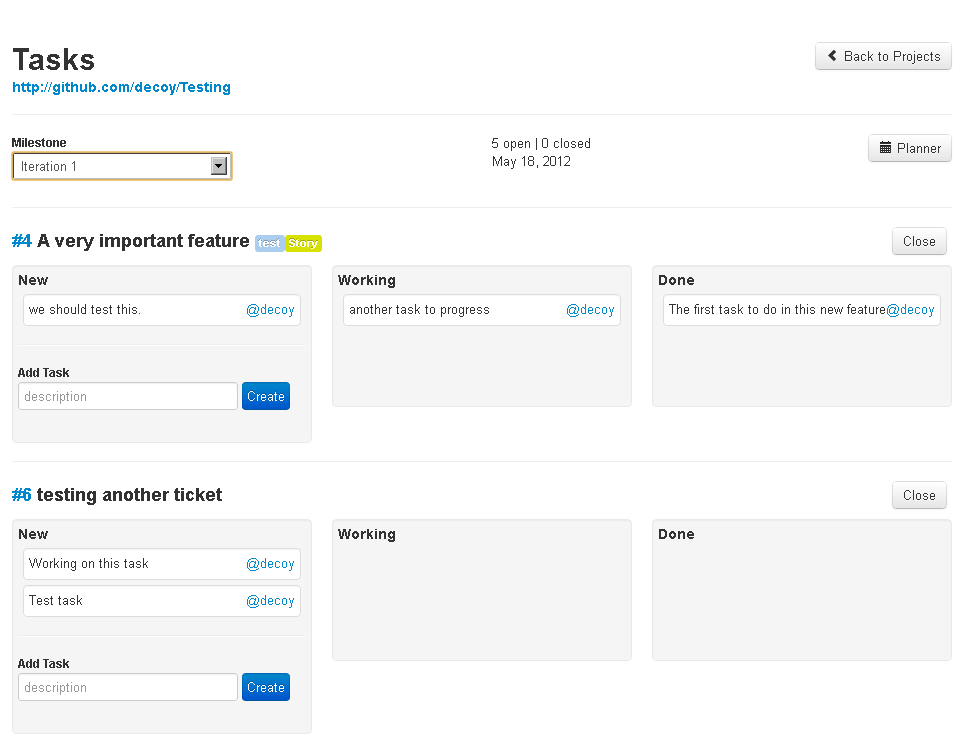 Tasks
Back to Projects
http://github.com/decoy/Testing
Milestone
Iteration 1
5 open | 0 closed
May 18, 2012
Planner
#4 A very important feature test Story
Close
New
we should test this. @decoy
Add Task
description
Create
Working
another task to progress @decoy
Done
The first task to do in this new feature@decoy
#6 testing another ticket
Close
New
Working on this task @decoy
Test task @decoy
Add Task
description
Create
Working
Done